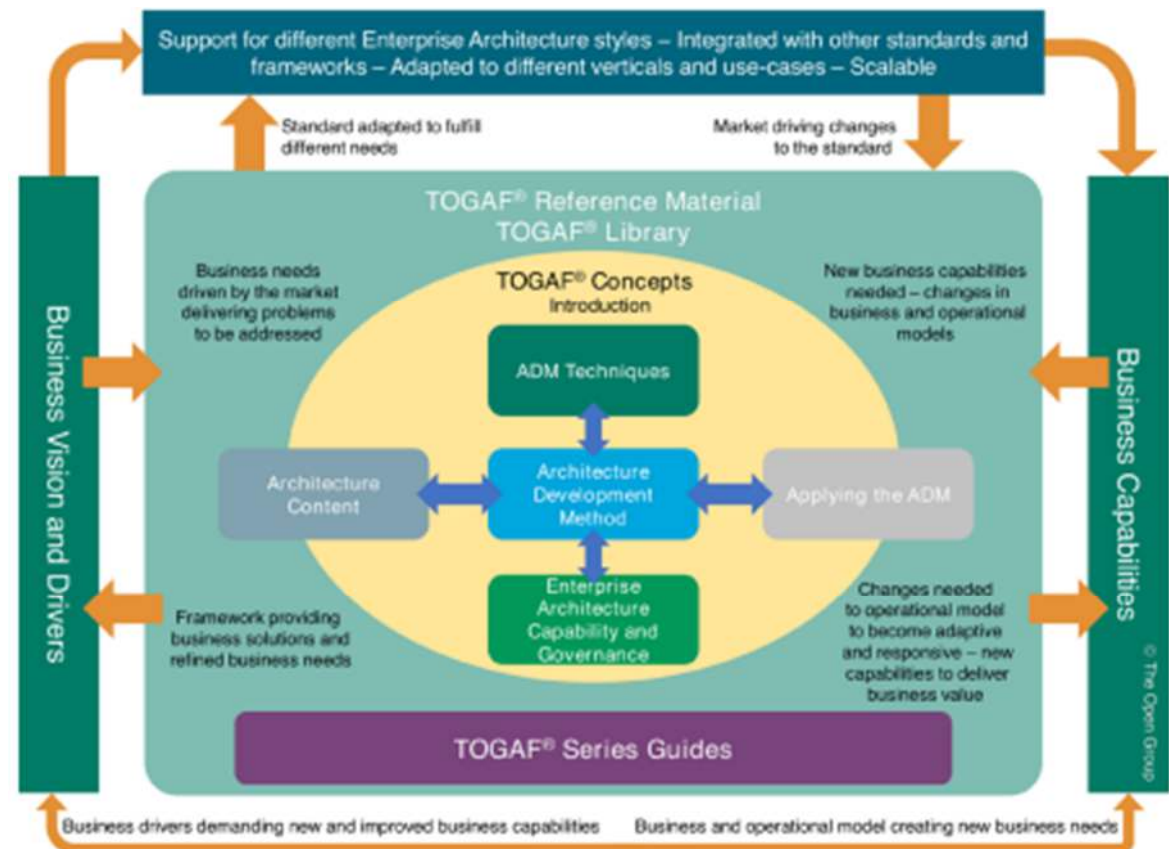 Support for different Enterprise Architecture styles – Integrated with other standards and
frameworks – Adapted to different verticals and use-cases – Scalable
Standard adapted to fulfill
different needs
Market driving changes
to the standard
TOGAF® Reference Material
TOGAF® Library
Business Vision and Drivers
Business needs
driven by the market
delivering problems
to be addressed
TOGAF® Concepts
Introduction
New business capabilities
needed – changes in
business and operational
models
Business Capabilities
ADM Techniques
Architecture
Content
Architecture
Development
Method
Applying the ADM
Enterprise
Architecture
Capability and
Governance
Framework providing
business solutions and
refined business needs
Changes needed
to operational model
to become adaptive
and responsive – new
capabilities to deliver
business value
© The Open Group
TOGAF® Series Guides
Business drivers demanding new and improved business capabilities
Business and operational model creating new business needs